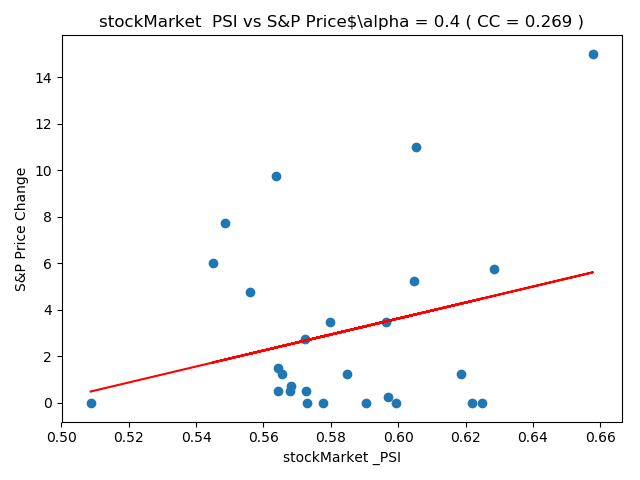 stockMarket  PSI vs S&P Price$\alpha = 0.4 ( CC = 0.269 )
14
12
10
8
6
4
2
0
S&P Price Change
0.50 0.52 0.54 0.56 0.58 0.60 0.62 0.64 0.66
stockMarket _PSI